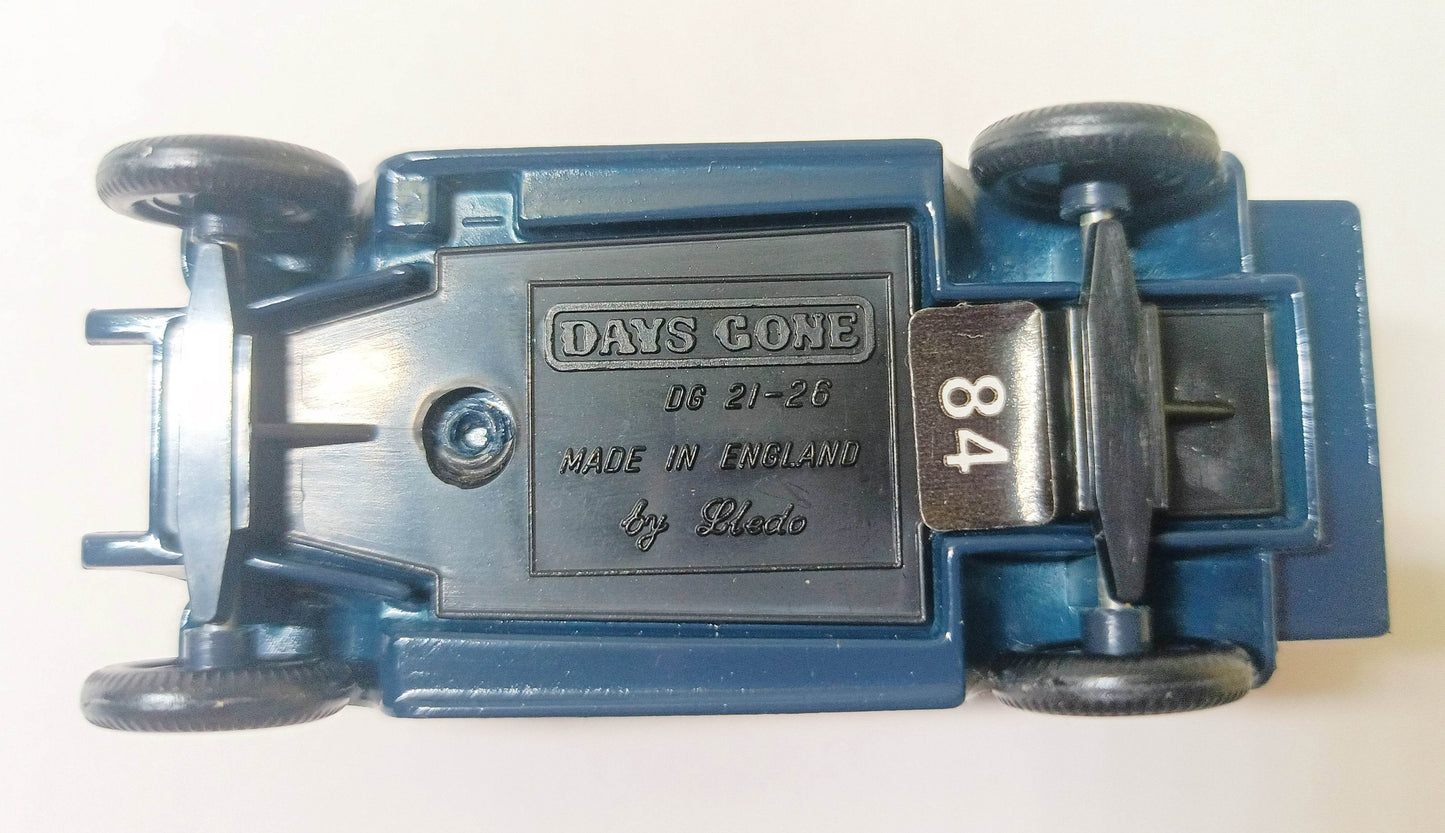 DAYS GONE
DG 21-26
MADE IN ENGLAND
by Lledo
84